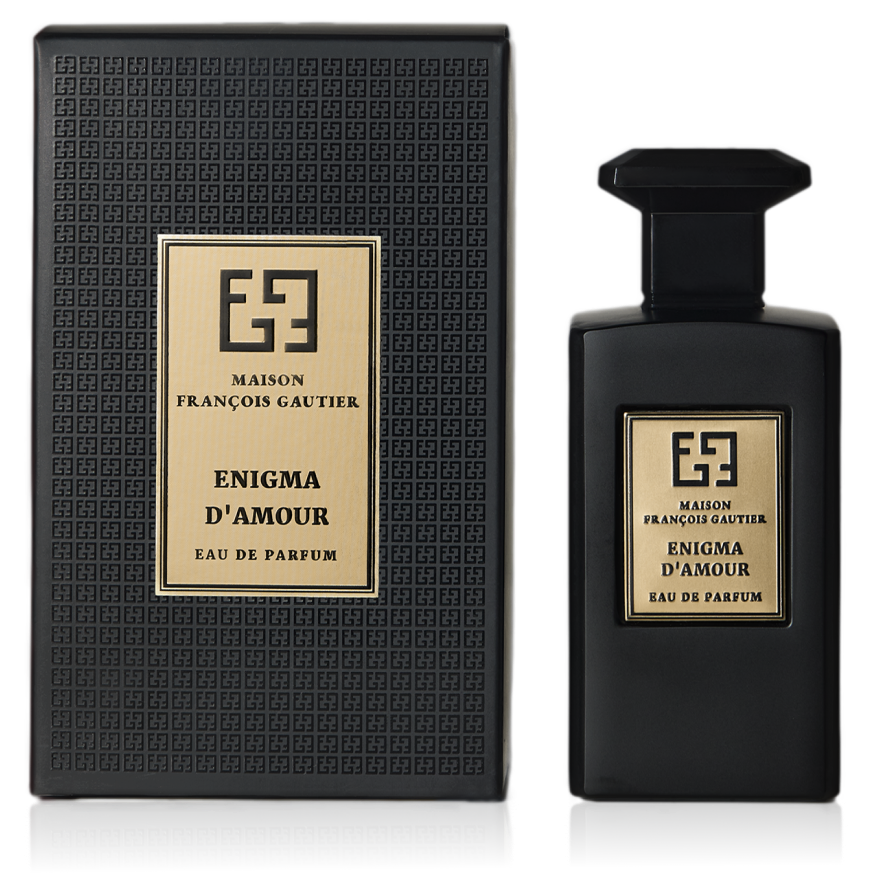 MAISON
FRANÇOIS GAUTIER
ENIGMA
D'AMOUR
EAU DE PARFUM
MAISON
FRANÇOIS GAUTIER
ENIGMA
D'AMOUR
EAU DE PARFUM